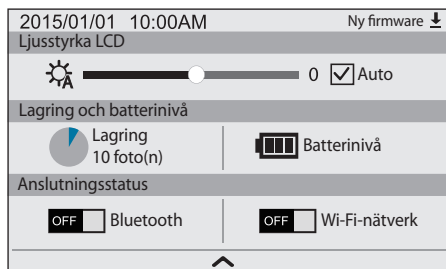 2015/01/01 10:00AM Ny firmware
Ljusstyrka LCD
A 0 Auto
Lagring och batterinivå
Lagring
10 foto(n)
Batterinivå
Anslutningsstatus
OFF Bluetooth OFF Wi-Fi-nätverk